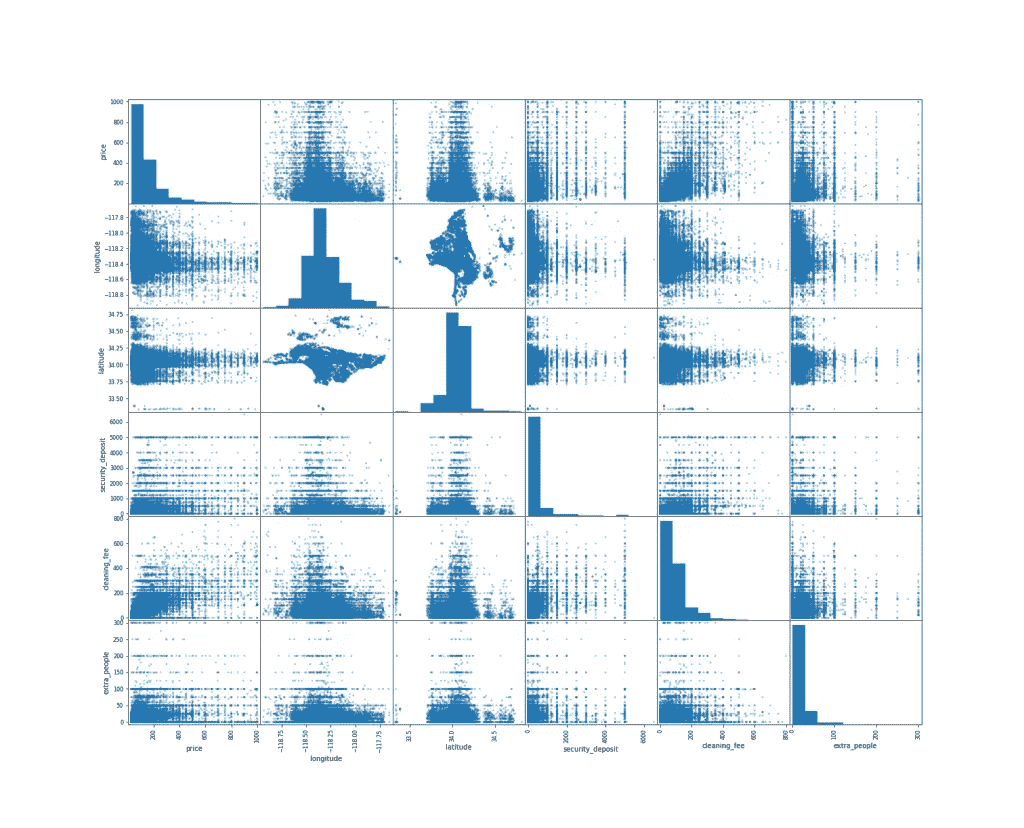 1000
800
600
400
200
price
−117.8
−118.0
−118.2
−118.4
−118.6
−118.8
longitude
34.75
34.50
34.25
34.00
33.75
33.50
latitude
6000
5000
4000
3000
2000
1000
0
security_deposit
800
600
400
200
0
cleaning_fee
300
250
200
150
100
50
0
extra_people
200 400 600 800 1000
−118.75 −118.50 −118.25 −118.00 −117.75
33.5 34.0 34.5
0 2000 4000 6000
0 200 400 600 800
0 100 200 300
price longitude latitude security_deposit cleaning_fee extra_people